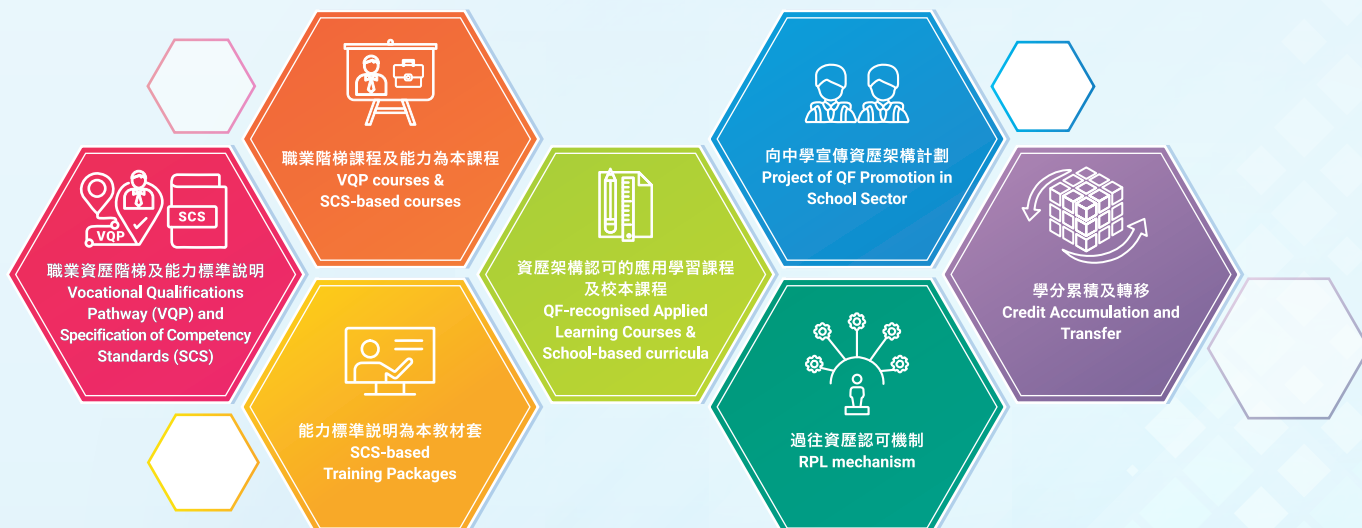 職業階梯課程及能力為本課程
VQP courses &
SCS-based courses
向中學宣傳資歷架構計劃
Project of QF Promotion in
School Sector
VQP
SCS
職業資歷階梯及能力標準說明
Vocational Qualifications
Pathway (VQP) and
Specification of Competency
Standards (SCS)
資歷架構認可的應用學習課程
及校本課程
QF-recognised Applied
Learning Courses &
School-based curricula
學分累積及轉移
Credit Accumulation and
Transfer
能力標準説明為本教材套
SCS-based
Training Packages
過往資歷認可機制
RPL mechanism